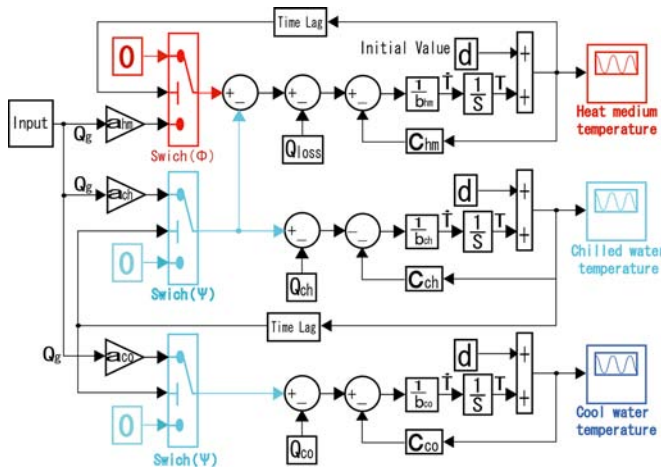 Time Lag
Initial Value
d
+
+
0
Input
Qg
ahm
Swich(Φ)
+
−
+
−
Qloss
+
−
1
bhm
Ṫ
1
S
T
Chm
Heat medium
temperature
Qg
ach
0
Swich(Ψ)
+
−
Qch
−
−
1
bch
Ṫ
1
S
T
d
+
+
Cch
Chilled water
temperature
Time Lag
Qg
aco
0
Swich(Ψ)
+
−
Qco
+
−
1
bco
Ṫ
1
S
T
d
+
+
Cco
Cool water
temperature